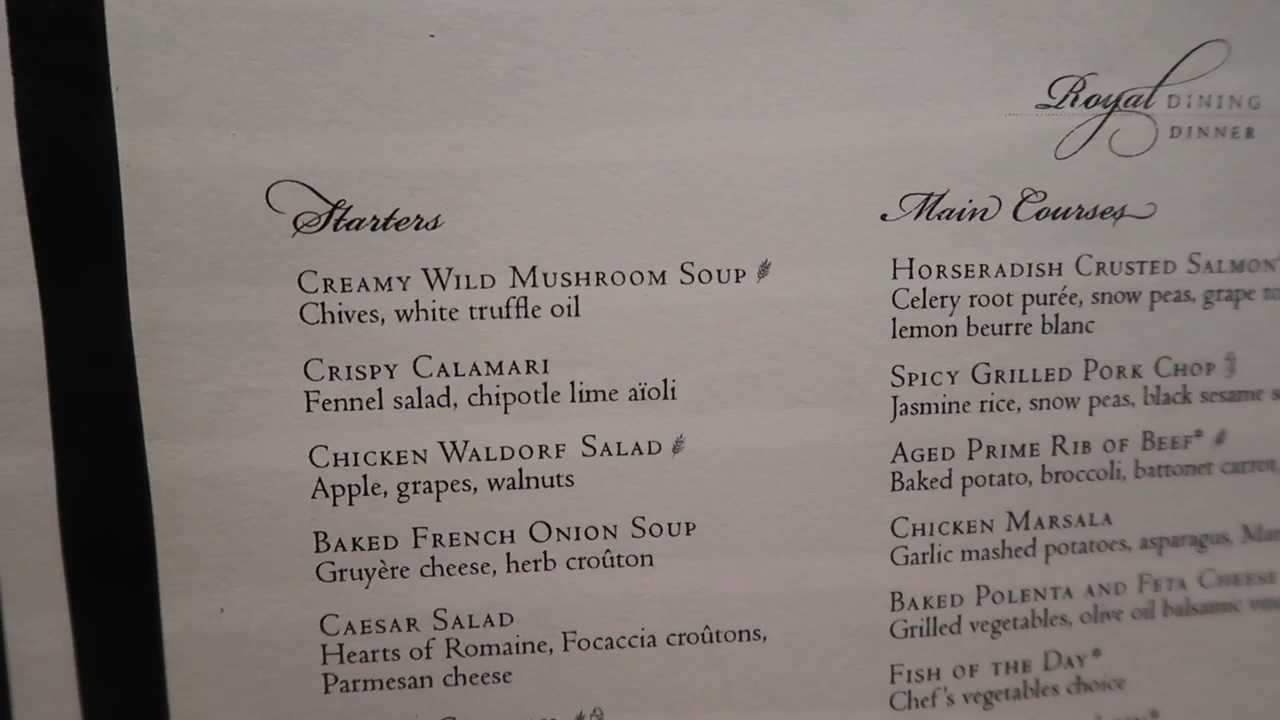 Royal DINING
DINNER
Starters
CREAMY WILD MUSHROOM SOUP
Chives, white truffle oil
CRISPY CALAMARI
Fennel salad, chipotle lime aïoli
CHICKEN WALDORF SALAD
Apple, grapes, walnuts
BAKED FRENCH ONION SOUP
Gruyère cheese, herb croûton
CAESAR SALAD
Hearts of Romaine, Focaccia croûtons,
Parmesan cheese
Main Courses
HORSERADISH CRUSTED SALMON*
Celery root purée, snow peas, grape
lemon beurre blanc
SPICY GRILLED PORK CHOP
Jasmine rice, snow peas, black sesame
AGED PRIME RIB OF BEEF*
Baked potato, broccoli, battonet carrot
CHICKEN MARSALA
Garlic mashed potatoes, asparagus,
BAKED POLENTA AND FETA CHEESE
Grilled vegetables, olive oil balsamic
FISH OF THE DAY*
Chef's vegetables choice